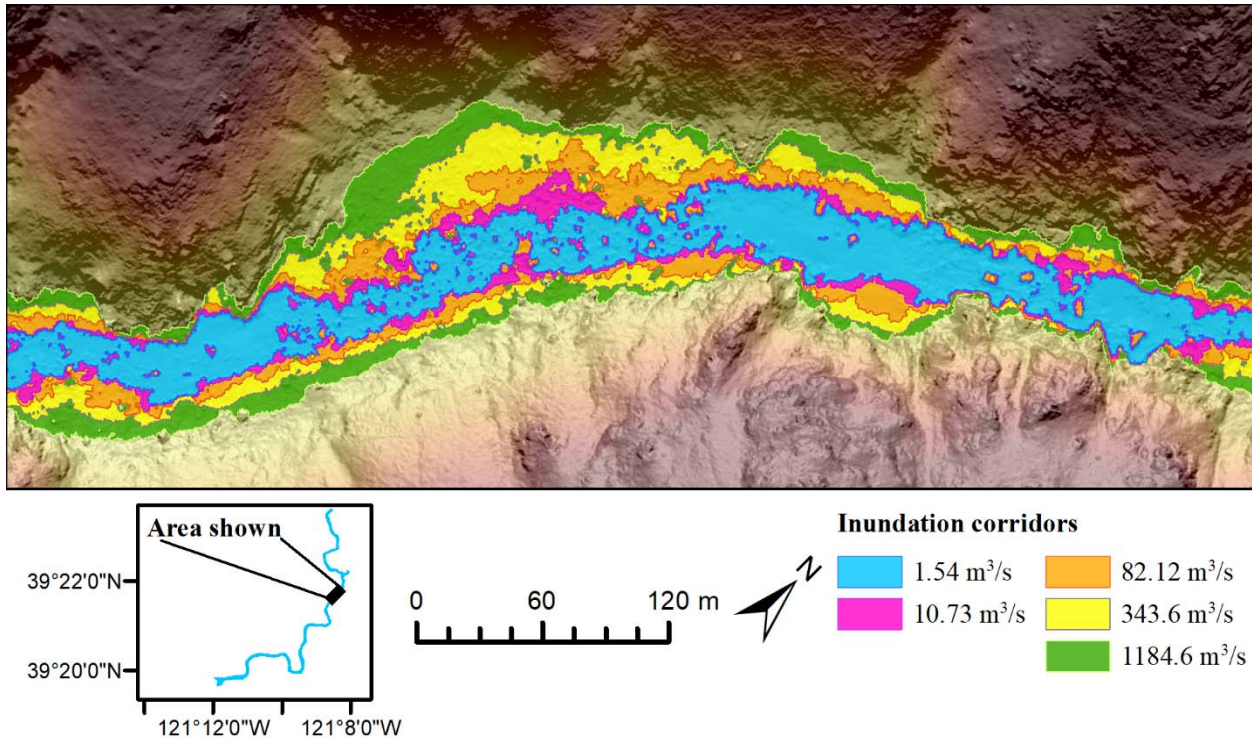 Area shown
39°22'0"N
39°20'0"N
121°12'0"W 121°8'0"W
0 60 120 m
N
Inundation corridors
1.54 m³/s
10.73 m³/s
82.12 m³/s
343.6 m³/s
1184.6 m³/s